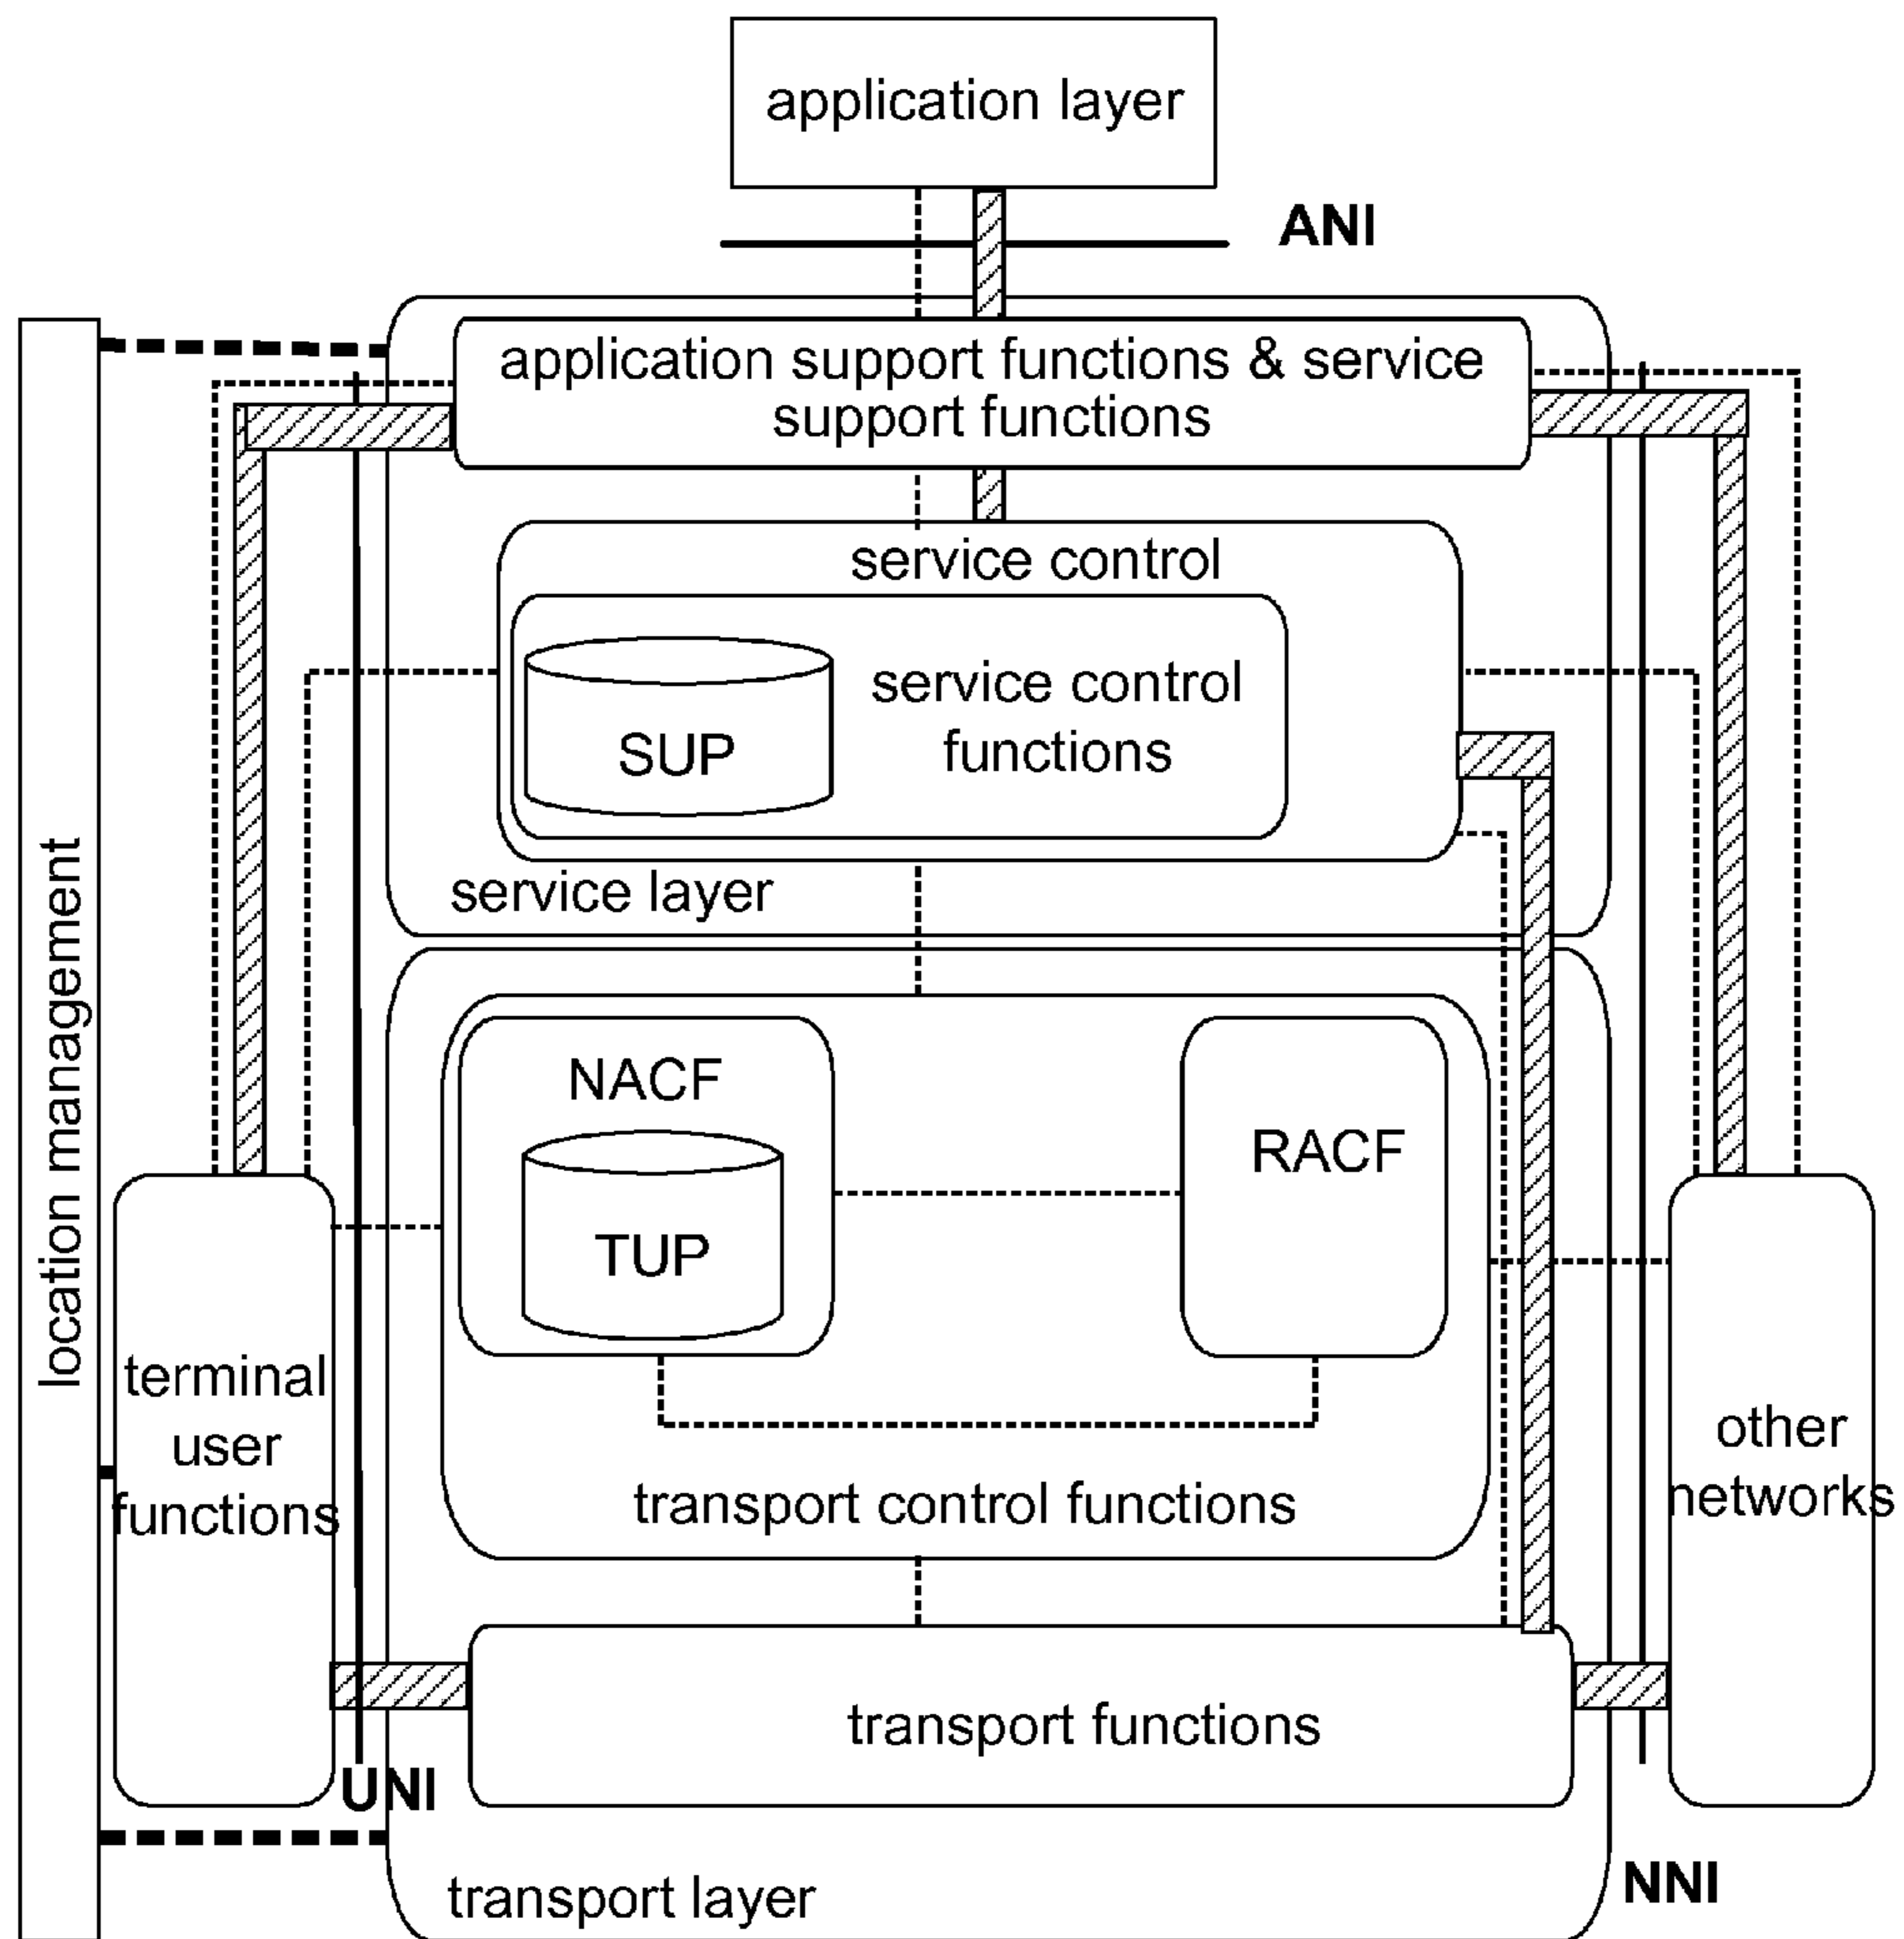 application layer
ANI
application support functions & service
support functions
service control
SUP
service control
functions
service layer
location management
NACF
TUP
RACF
terminal
user
functions
other
networks
transport control functions
transport functions
UNI
NNI
transport layer